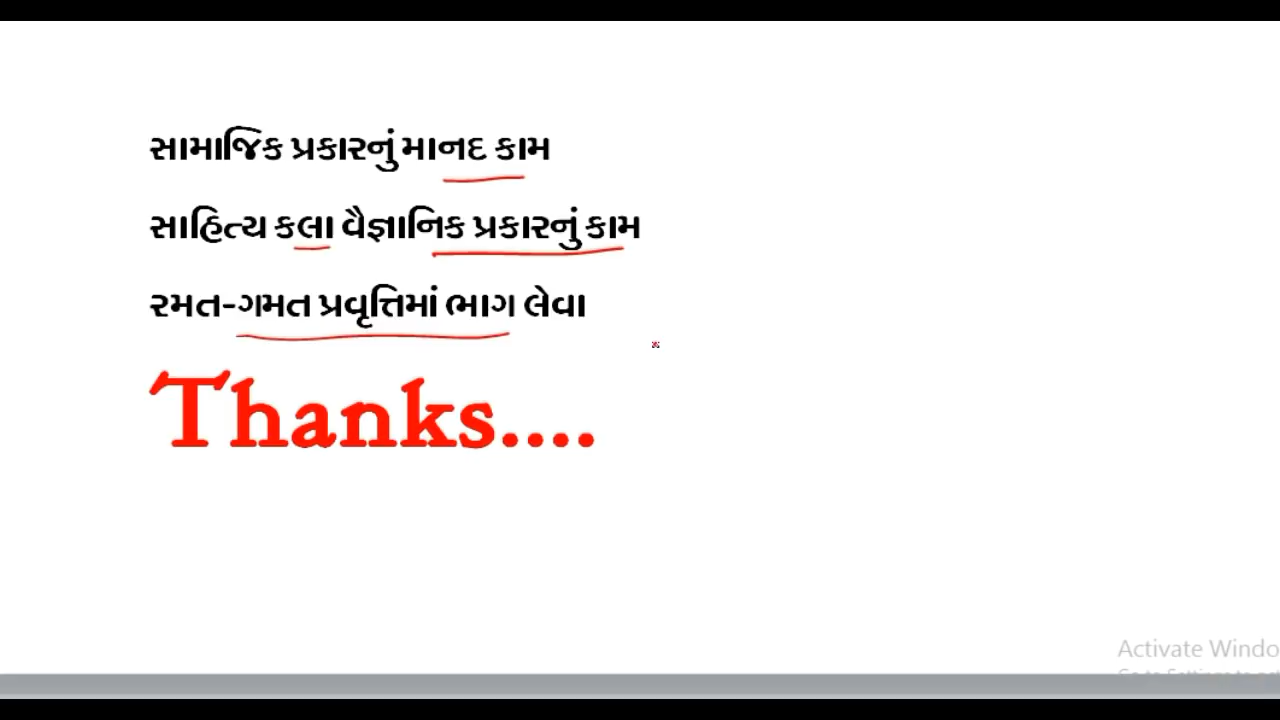 સામાજિક પ્રકારનું માનદ કામ
સાહિત્ય કલા વૈજ્ઞાનિક પ્રકારનું કામ
રમત-ગમત પ્રવૃત્તિમાં ભાગ લેવા
Thanks....
Activate Windo